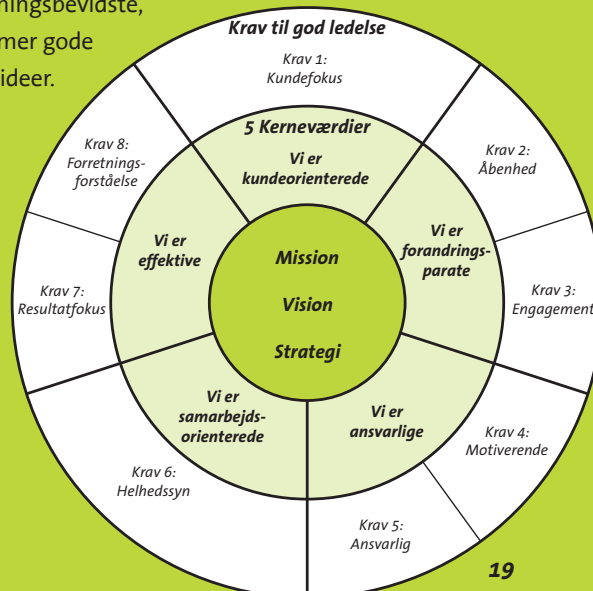 ningsbevidste,
mer gode
ideer.
Krav til god ledelse
Krav 1:
Kundefokus
Krav 2:
Åbenhed
Krav 3:
Engagement
Krav 4:
Motiverende
Krav 5:
Ansvarlig
Krav 6:
Helhedssyn
Krav 7:
Resultatfokus
Krav 8:
Forretnings-
forståelse
5 Kerneværdier
Vi er
kundeorienterede
Vi er
forandrings-
parate
Vi er
ansvarlige
Vi er
samarbejds-
orienterede
Vi er
effektive
Mission
Vision
Strategi
19